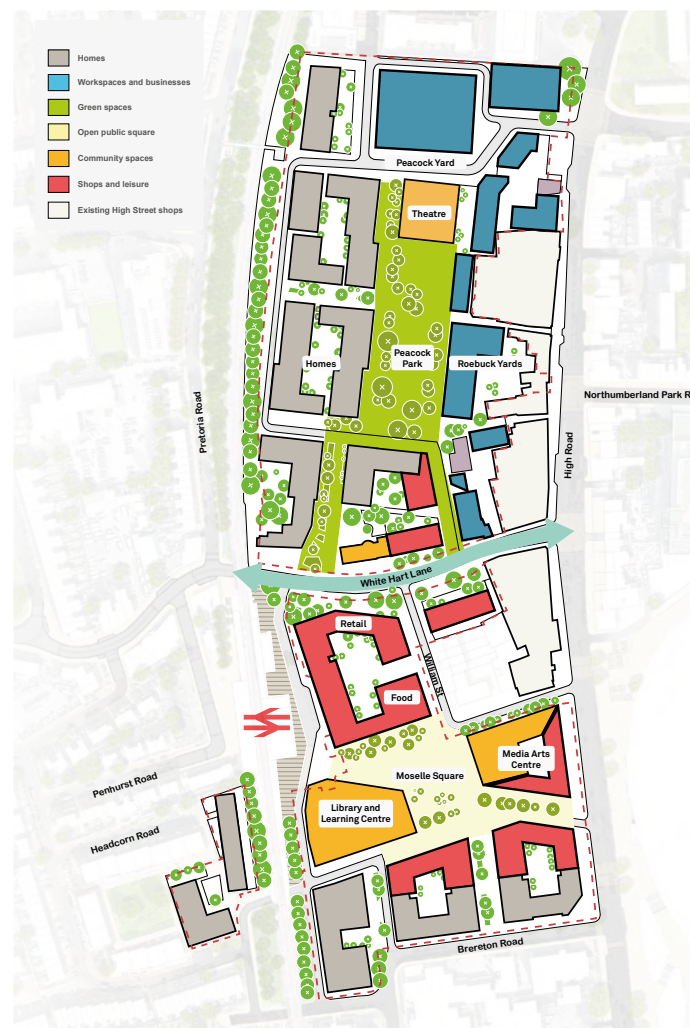 Homes
Workspaces and businesses
Green spaces
Open public square
Community spaces
Shops and leisure
Existing High Street shops
Peacock Yard
Theatre
Homes
Peacock
Park
Roebuck Yards
Northumberland Park R
Pretoria Road
High Road
White Hart Lane
Retail
William St
Food
Media Arts
Centre
Moselle Square
Penhurst Road
Library and
Learning Centre
Headcorn Road
Brereton Road